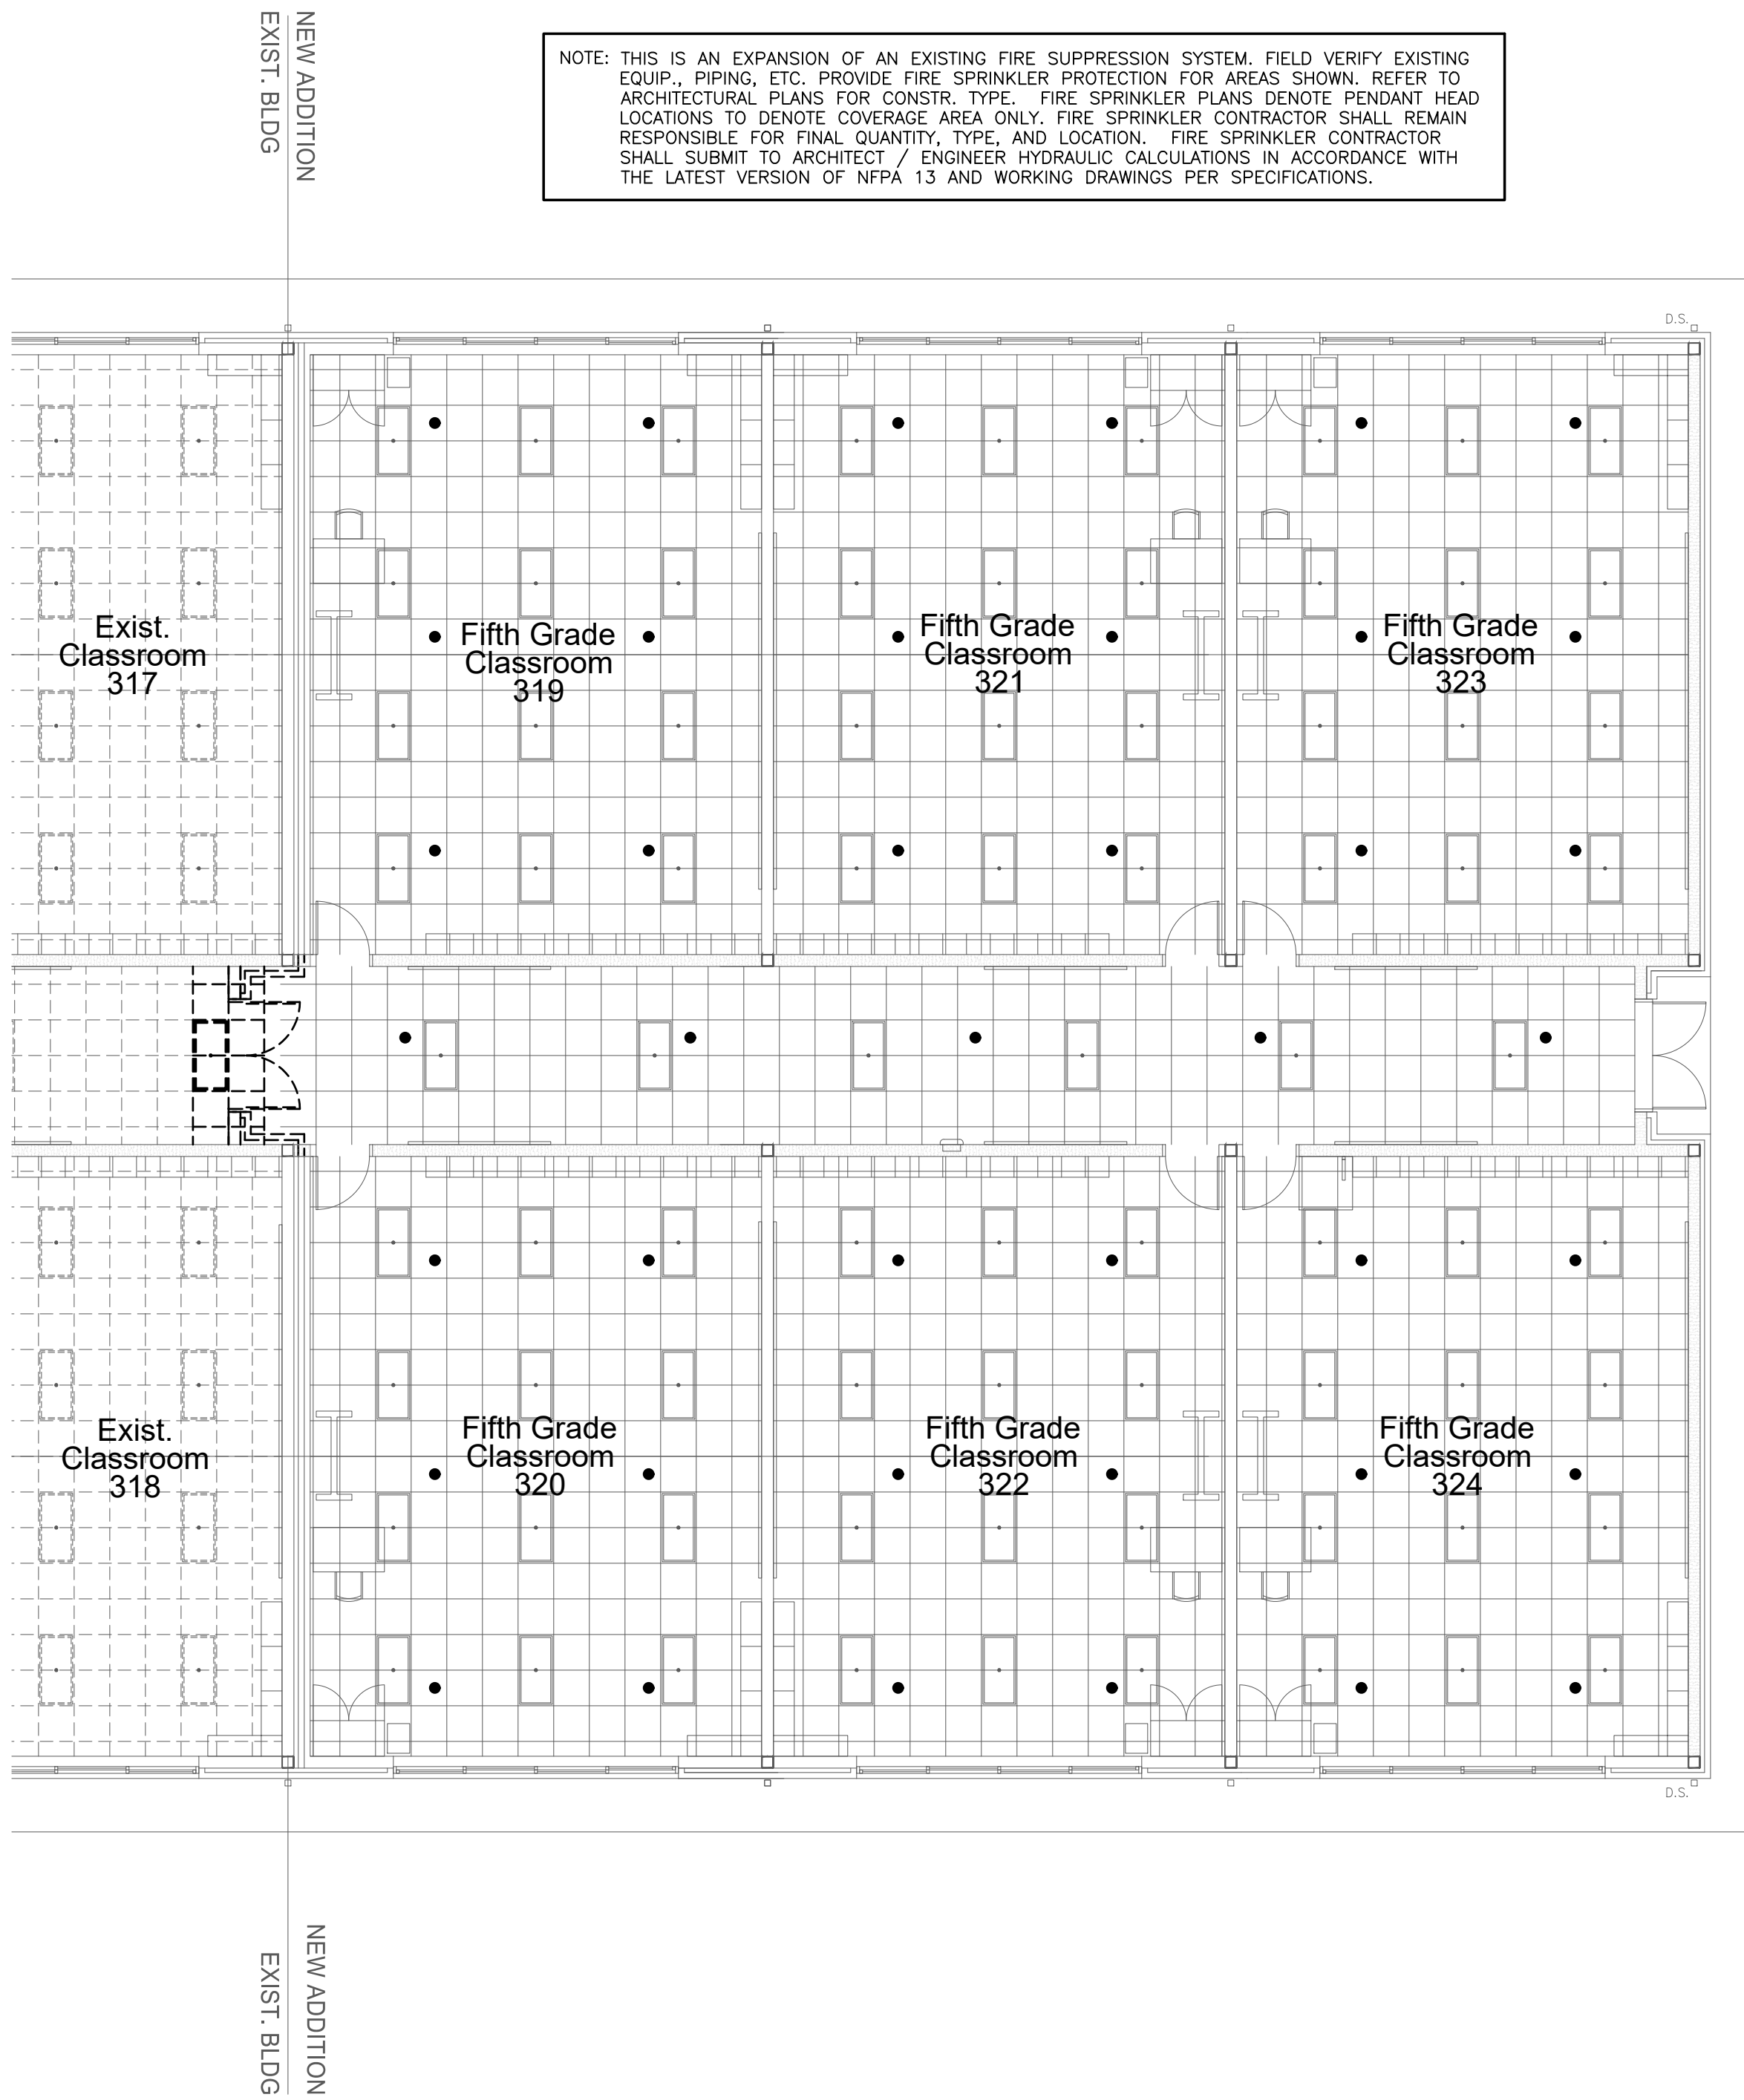 NEW ADDITION
EXIST. BLDG
NOTE: THIS IS AN EXPANSION OF AN EXISTING FIRE SUPPRESSION SYSTEM. FIELD VERIFY EXISTING
EQUIP., PIPING, ETC. PROVIDE FIRE SPRINKLER PROTECTION FOR AREAS SHOWN. REFER TO
ARCHITECTURAL PLANS FOR CONSTR. TYPE. FIRE SPRINKLER PLANS DENOTE PENDANT HEAD
LOCATIONS TO DENOTE COVERAGE AREA ONLY. FIRE SPRINKLER CONTRACTOR SHALL REMAIN
RESPONSIBLE FOR FINAL QUANTITY, TYPE, AND LOCATION. FIRE SPRINKLER CONTRACTOR
SHALL SUBMIT TO ARCHITECT / ENGINEER HYDRAULIC CALCULATIONS IN ACCORDANCE WITH
THE LATEST VERSION OF NFPA 13 AND WORKING DRAWINGS PER SPECIFICATIONS.
D.S.
Exist.
Classroom
317
Fifth Grade
Classroom
319
Fifth Grade
Classroom
321
Fifth Grade
Classroom
323
Exist.
Classroom
318
Fifth Grade
Classroom
320
Fifth Grade
Classroom
322
Fifth Grade
Classroom
324
D.S.
NEW ADDITION
EXIST. BLDG